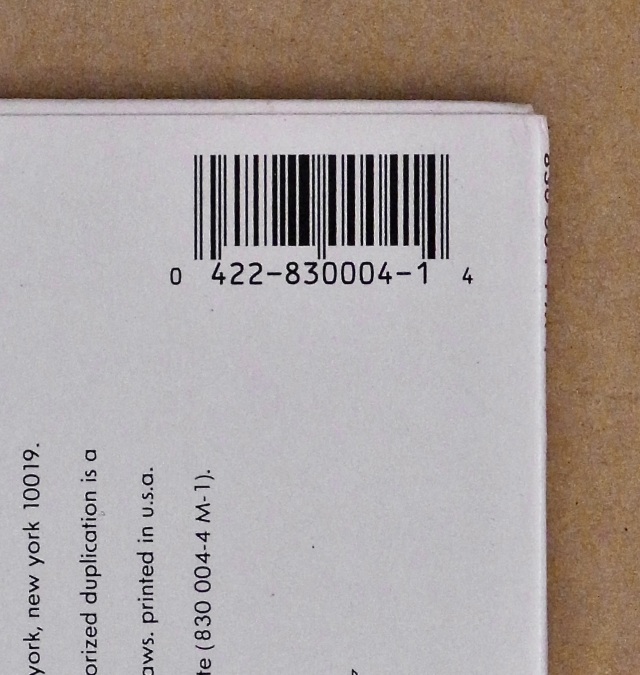 0 422-830004-1 4
york, new york 10019.
orized duplication is a
aws. printed in u.s.a.
te (830 004-4 M-1).